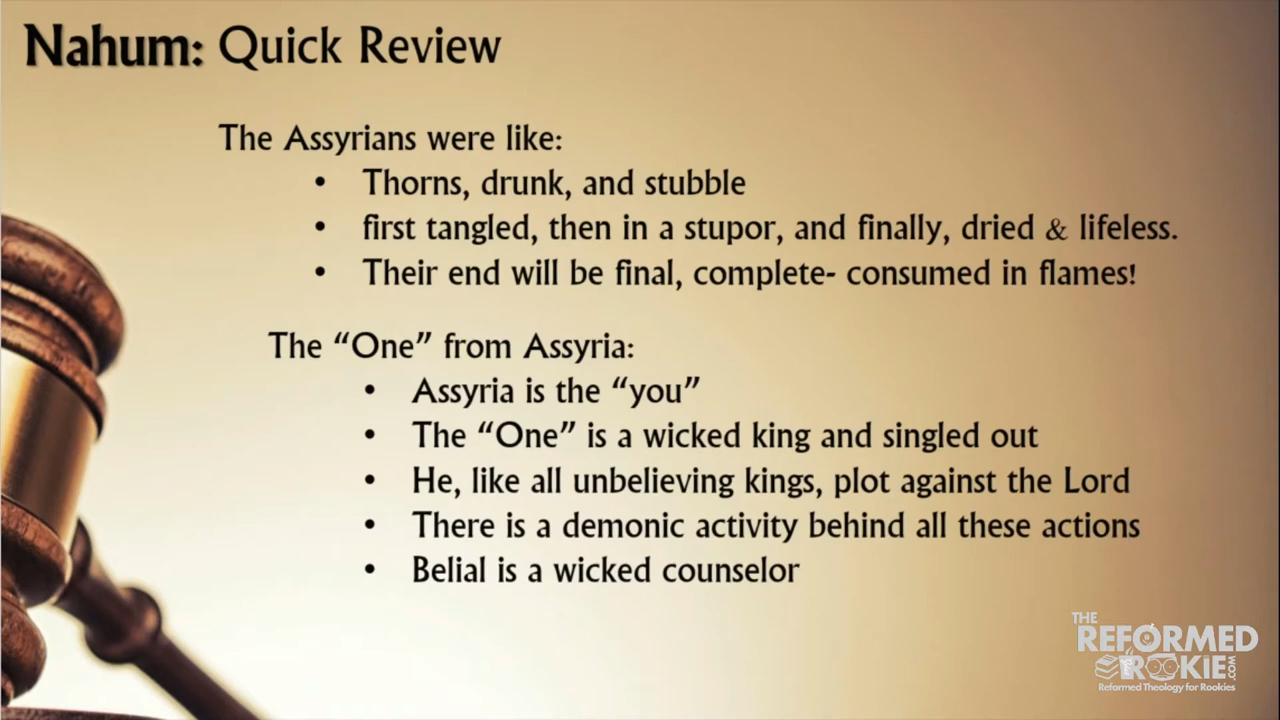 Nahum: Quick Review
The Assyrians were like:
• Thorns, drunk, and stubble
• first tangled, then in a stupor, and finally, dried & lifeless.
• Their end will be final, complete- consumed in flames!
The “One” from Assyria:
• Assyria is the “you”
• The “One” is a wicked king and singled out
• He, like all unbelieving kings, plot against the Lord
• There is a demonic activity behind all these actions
• Belial is a wicked counselor
THE
REFORMED
ROOKIE.COM
Reformed Theology for Rookies